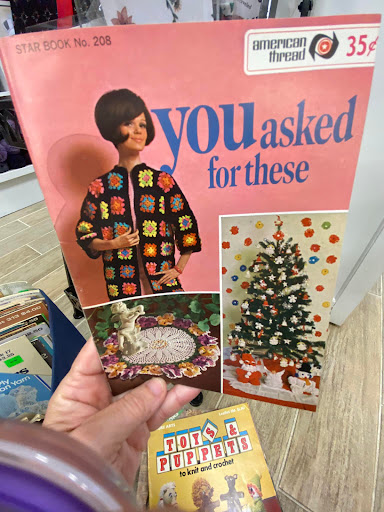 STAR BOOK No. 208
american
thread
35¢
you asked
for these
TOYS &
PUPPETS
to knit and crochet